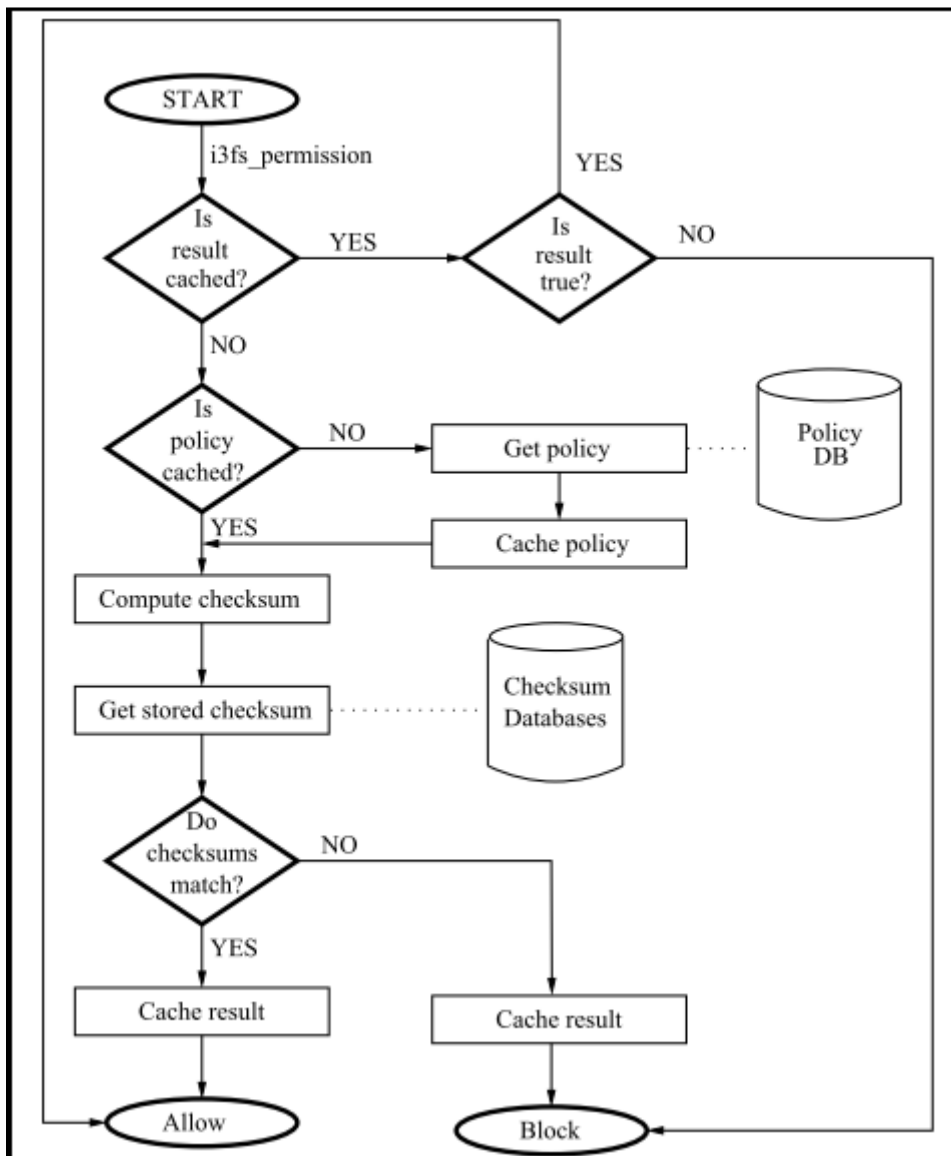 START
i3fs_permission
YES
Is
result
cached?
YES
Is
result
true?
NO
NO
Is
policy
cached?
NO
Get policy
Policy
DB
YES
Cache policy
Compute checksum
Get stored checksum
Checksum
Databases
Do
checksums
match?
NO
YES
Cache result
Cache result
Allow
Block